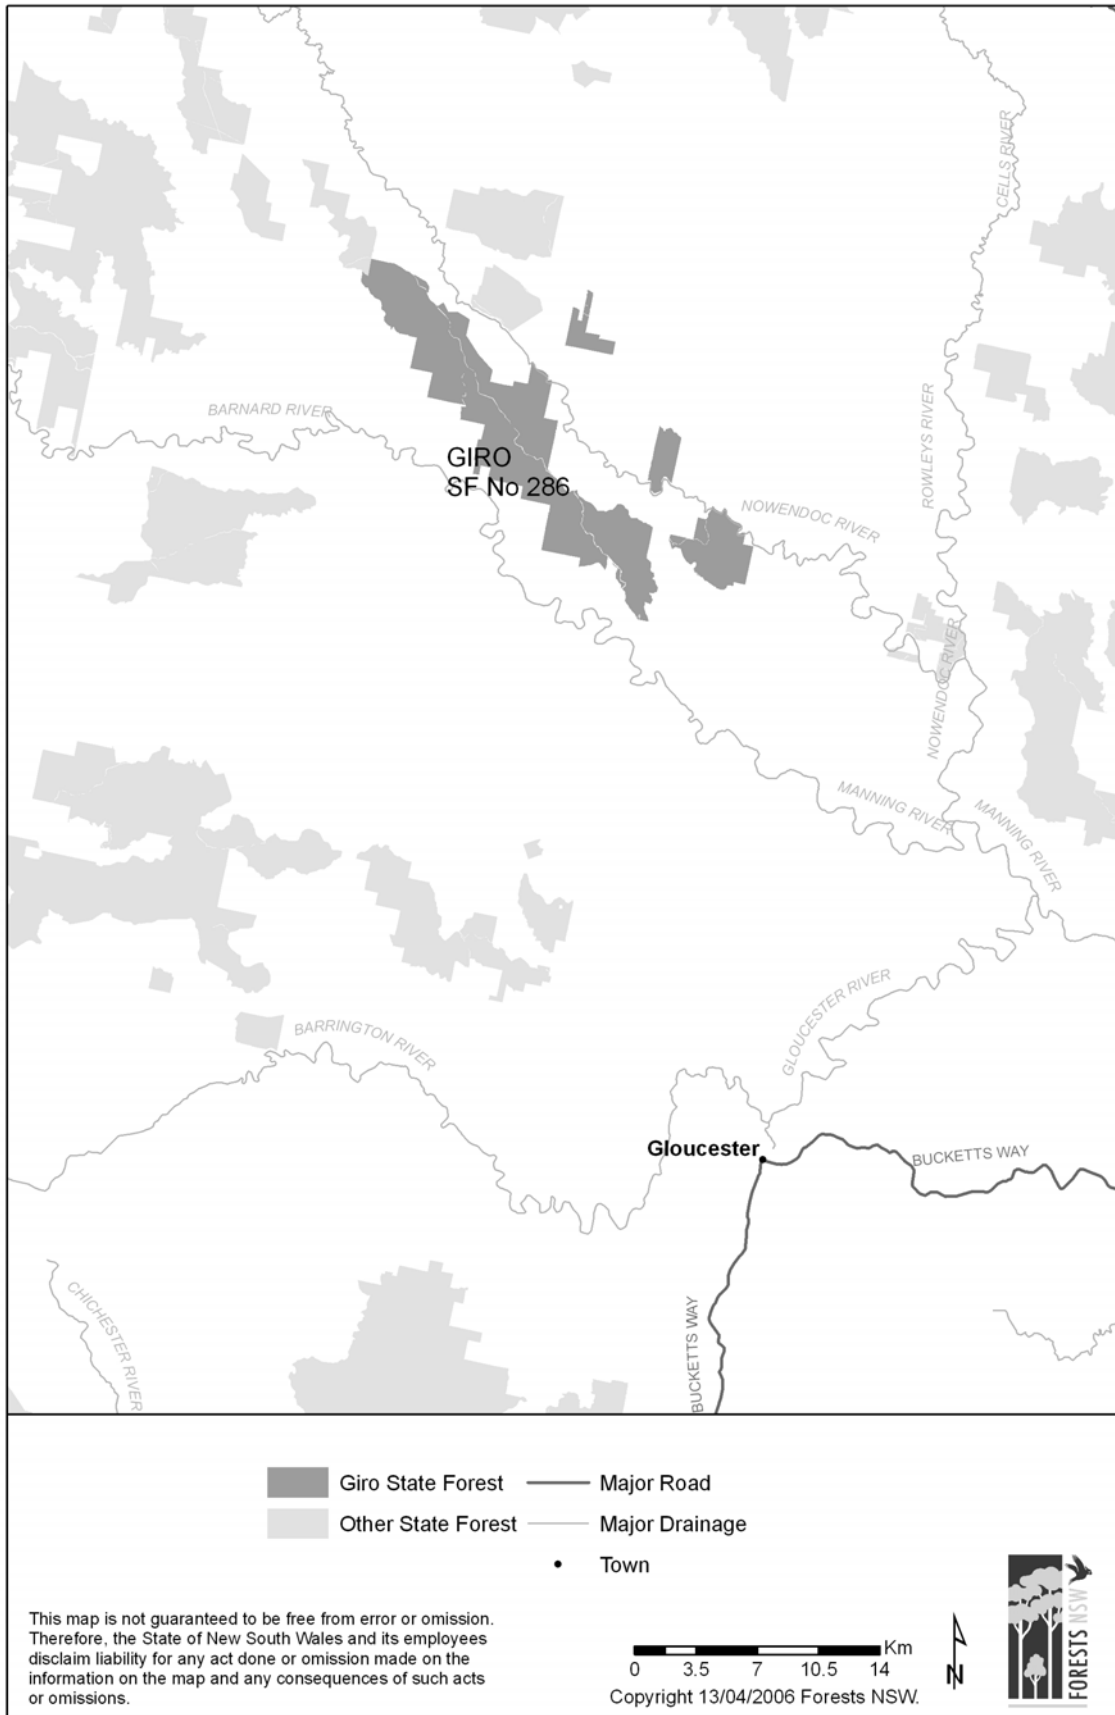 CELLS RIVER
BARNARD RIVER
ROWLEYS RIVER
GIRO
SF No 286
NOWENDOC RIVER
NOWENDOC RIVER
MANNING RIVER
MANNING RIVER
GLOUCESTER RIVER
BARRINGTON RIVER
Gloucester
BUCKETTS WAY
CHICHESTER RIVER
BUCKETTS WAY
Giro State Forest
Major Road
Other State Forest
Major Drainage
Town
This map is not guaranteed to be free from error or omission.
Therefore, the State of New South Wales and its employees
disclaim liability for any act done or omission made on the
information on the map and any consequences of such acts
or omissions.
Km
0 3.5 7 10.5 14
Copyright 13/04/2006 Forests NSW.
N
FORESTS NSW